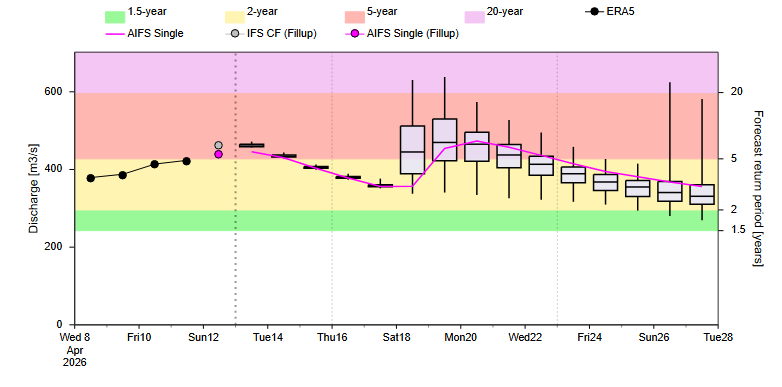 1.5-year 2-year 5-year 20-year ERA5
AIFS Single IFS CF (Fillup) AIFS Single (Fillup)
Discharge [m3/s]
600
400
200
0
20
5
2
1.5
Forecast return period [years]
Wed 8 Fri10 Sun12 Tue14 Thu16 Sat18 Mon20 Wed22 Fri24 Sun26 Tue28
Apr
2026